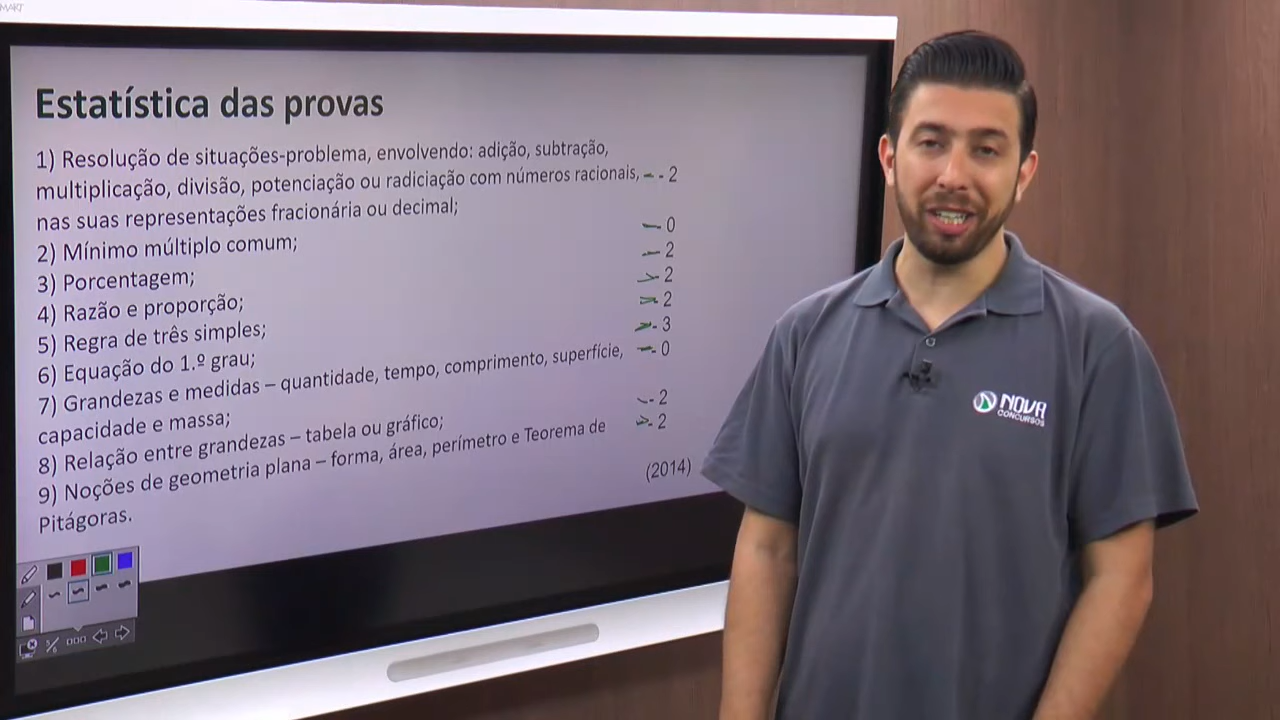 MART
Estatística das provas
1) Resolução de situações-problema, envolvendo: adição, subtração,
multiplicação, divisão, potenciação ou radiciação com números racionais, - 2
nas suas representações fracionária ou decimal;
2) Mínimo múltiplo comum; - 0
3) Porcentagem; - 2
4) Razão e proporção; - 2
5) Regra de três simples; - 2
6) Equação do 1.º grau; - 3
7) Grandezas e medidas – quantidade, tempo, comprimento, superfície, - 0
capacidade e massa;
8) Relação entre grandezas – tabela ou gráfico; - 2
9) Noções de geometria plana – forma, área, perímetro e Teorema de - 2
Pitágoras.
(2014)
NOVA
CONCURSOS